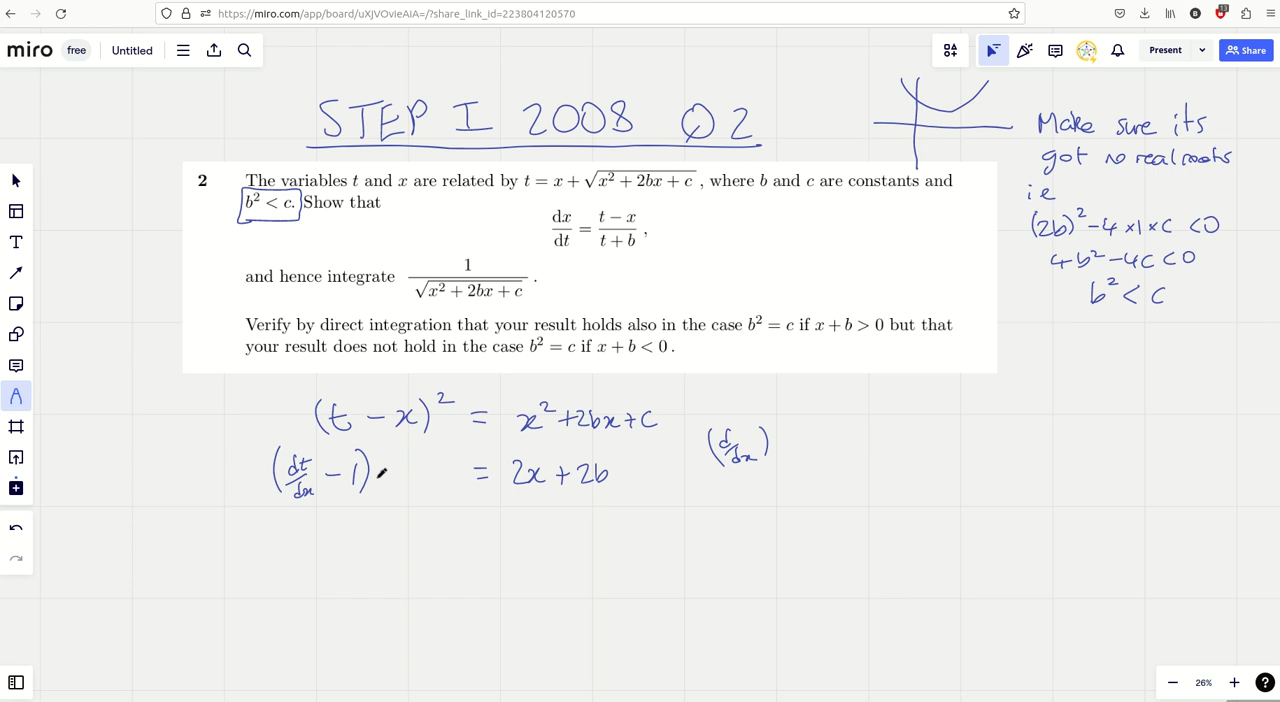 https://miro.com/app/board/uXjVOvIeAIA=/?share_link_id=223804120570
miro free Untitled
Present Share
STEP I 2008 Q2
Make sure its
got no real roots
ie
(2b)² - 4 × 1 × c < 0
4b² - 4c < 0
b² < c
2 The variables t and x are related by t = x + √(x² + 2bx + c) , where b and c are constants and
b² < c. Show that
dx/dt = (t − x)/(t + b) ,
and hence integrate 1/√(x² + 2bx + c) .
Verify by direct integration that your result holds also in the case b² = c if x + b > 0 but that
your result does not hold in the case b² = c if x + b < 0 .
(t - x)² = x² + 2bx + c
(d/dx)
(dt/dx - 1) = 2x + 2b
26%